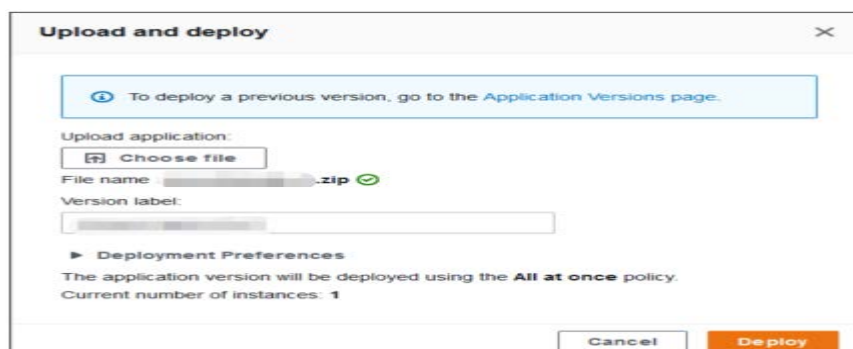 Upload and deploy
To deploy a previous version, go to the Application Versions page.
Upload application:
Choose file
File name : .zip
Version label:
Deployment Preferences
The application version will be deployed using the All at once policy.
Current number of instances: 1
Cancel
Deploy